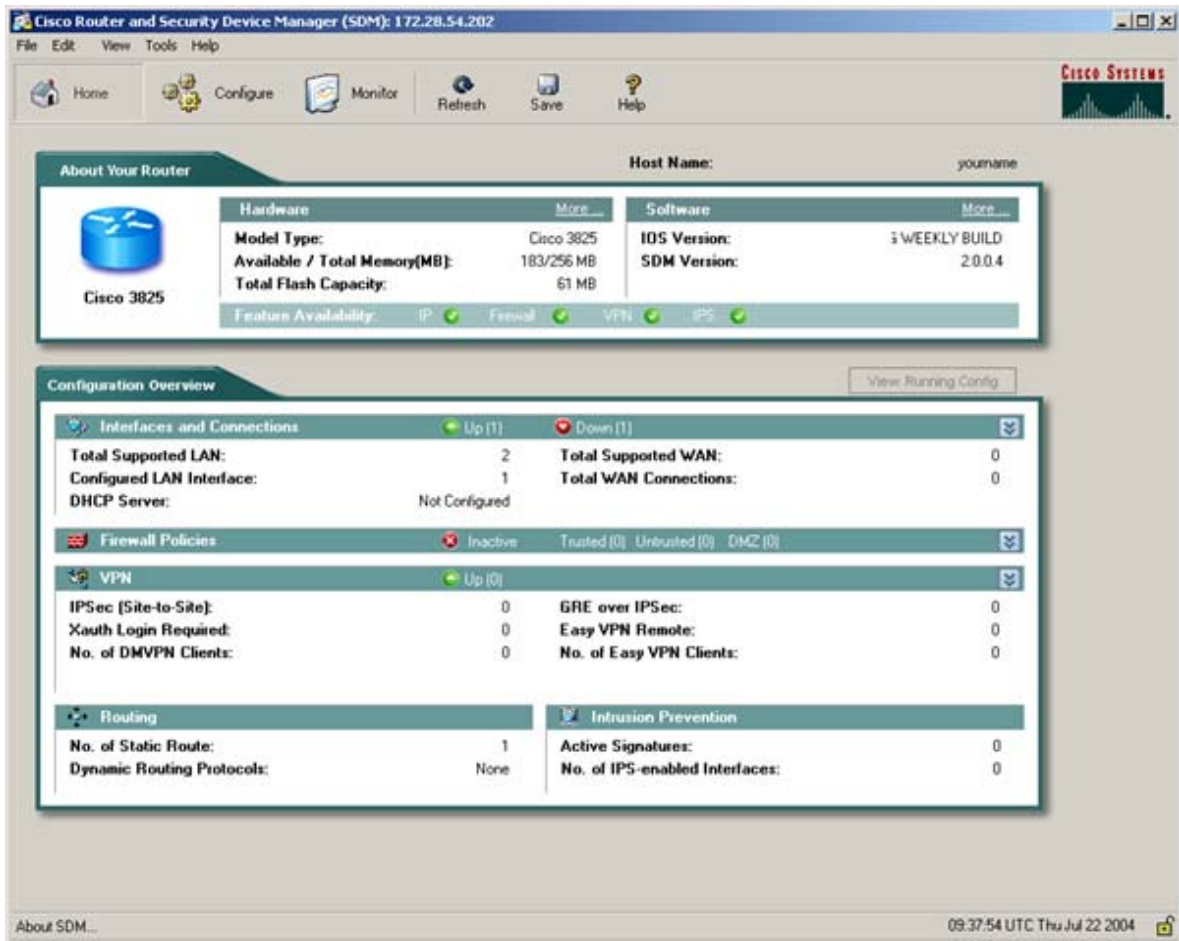 Cisco Router and Security Device Manager (SDM): 172.28.54.202
File Edit View Tools Help
Home Configure Monitor Refresh Save Help
CISCO SYSTEMS
About Your Router
Host Name: yourname
Cisco 3825
Hardware More ...
Model Type: Cisco 3825
Available / Total Memory(MB): 183/256 MB
Total Flash Capacity: 61 MB
Software More ...
IOS Version: WEEKLY BUILD
SDM Version: 2.0.0.4
Feature Availability: IP Firewall VPN IPS
Configuration Overview
View Running Config
Interfaces and Connections Up (1) Down (1)
Total Supported LAN: 2 Total Supported WAN: 0
Configured LAN Interface: 1 Total WAN Connections: 0
DHCP Server: Not Configured
Firewall Policies Inactive Trusted (0) Untrusted (0) DMZ (0)
VPN Up (0)
IPSec (Site-to-Site): 0 GRE over IPSec: 0
Xauth Login Required: 0 Easy VPN Remote: 0
No. of DMVPN Clients: 0 No. of Easy VPN Clients: 0
Routing
No. of Static Route: 1
Dynamic Routing Protocols: None
Intrusion Prevention
Active Signatures: 0
No. of IPS-enabled Interfaces: 0
About SDM...
09:37:54 UTC Thu Jul 22 2004